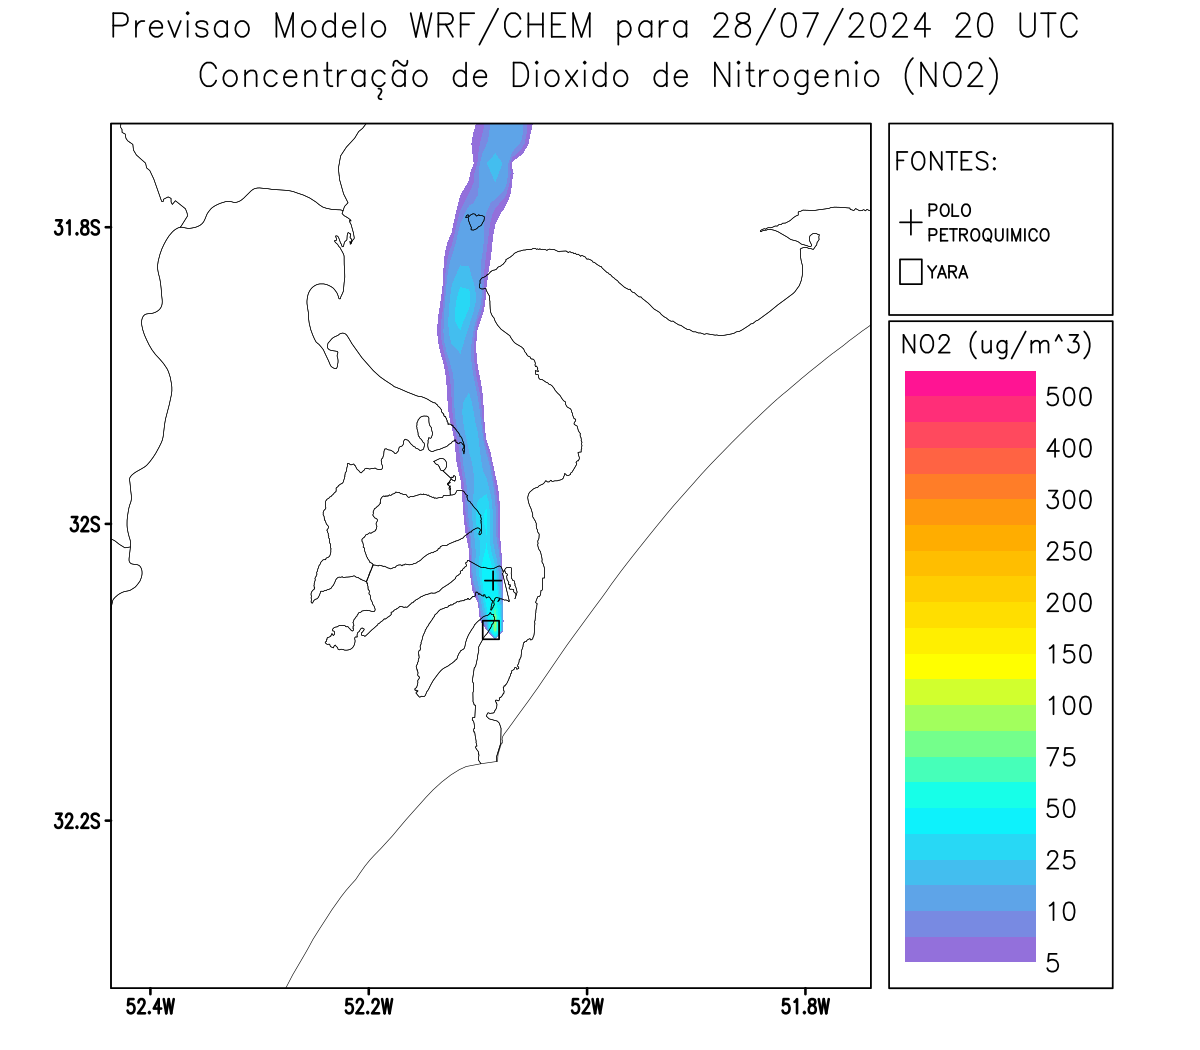 Previsao Modelo WRF/CHEM para 28/07/2024 20 UTC
Concentração de Dioxido de Nitrogenio (NO2)
FONTES:
POLO
PETROQUIMICO
YARA
NO2 (ug/m^3)
500
400
300
250
200
150
100
75
50
25
10
5
31.8S
32S
32.2S
52.4W
52.2W
52W
51.8W